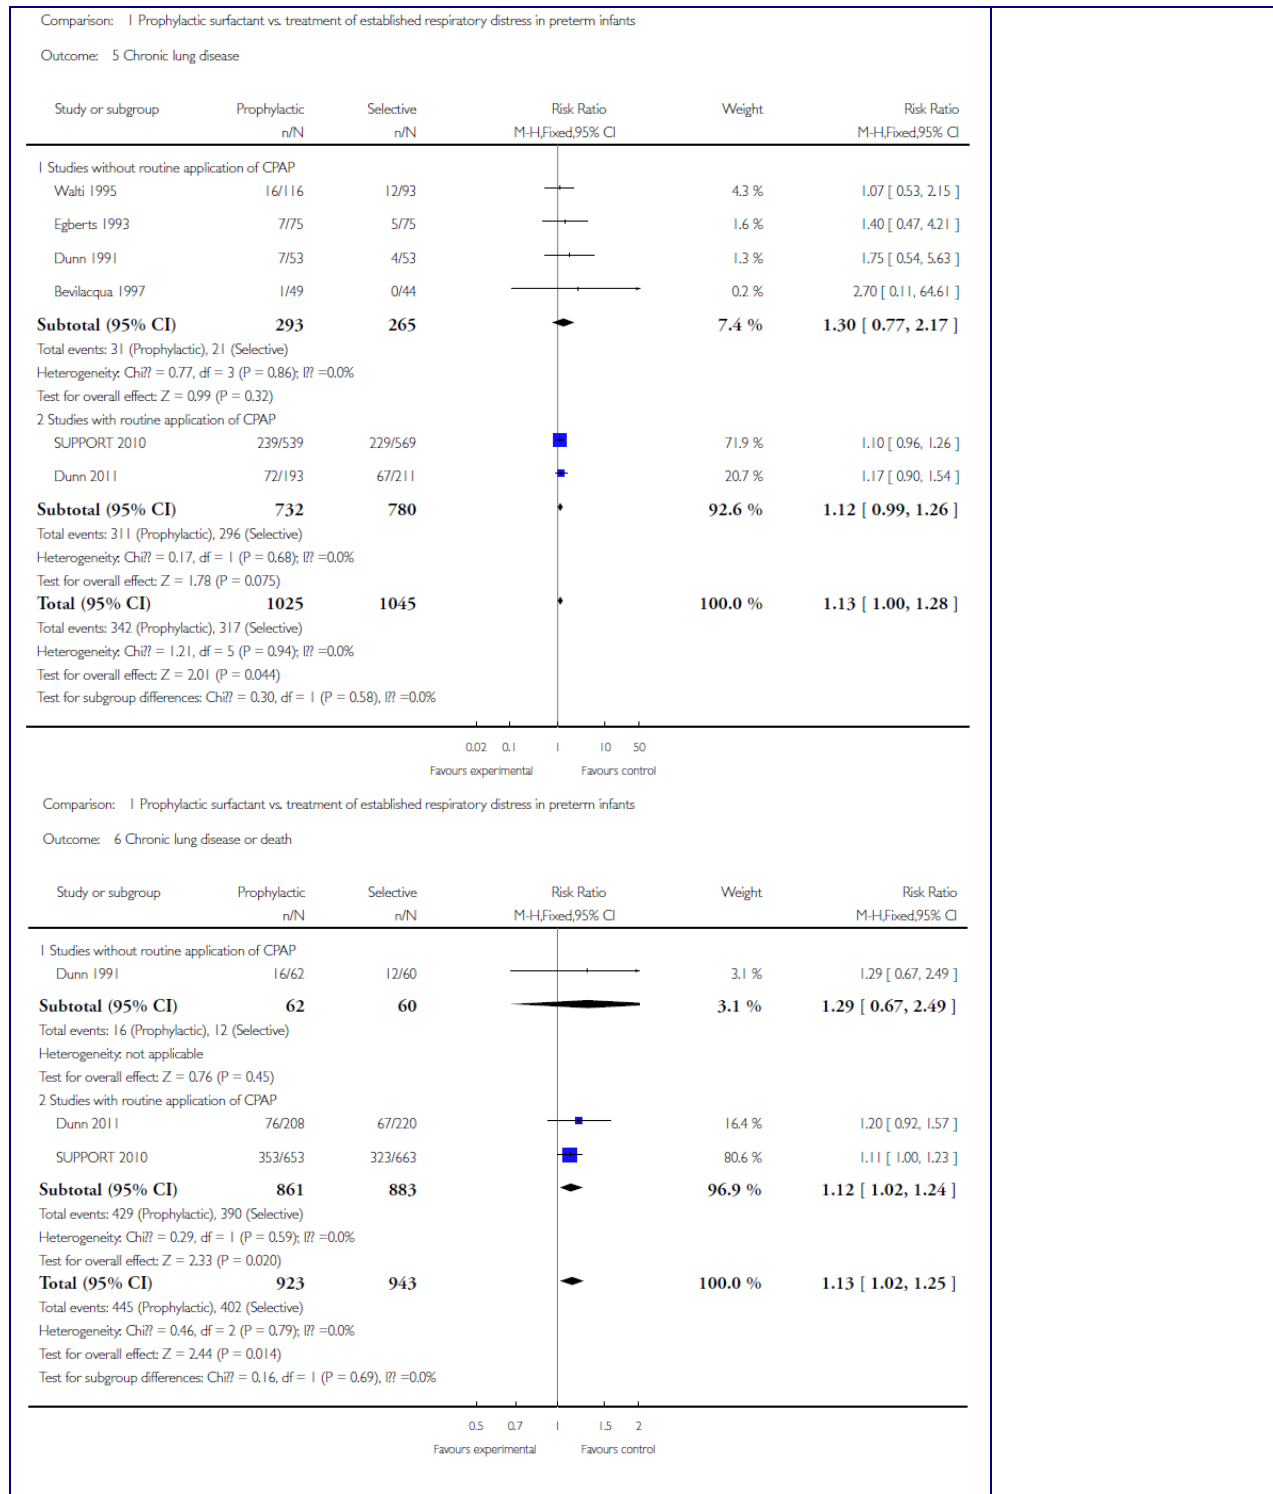 Comparison: 1 Prophylactic surfactant vs. treatment of established respiratory distress in preterm infants
Outcome: 5 Chronic lung disease
Study or subgroup Prophylactic Selective Risk Ratio Weight Risk Ratio
n/N n/N M-H,Fixed,95% CI M-H,Fixed,95% CI
1 Studies without routine application of CPAP
Walti 1995 16/116 12/93 4.3 % 1.07 [ 0.53, 2.15 ]
Egberts 1993 7/75 5/75 1.6 % 1.40 [ 0.47, 4.21 ]
Dunn 1991 7/53 4/53 1.3 % 1.75 [ 0.54, 5.63 ]
Bevilacqua 1997 1/49 0/44 0.2 % 2.70 [ 0.11, 64.61 ]
Subtotal (95% CI) 293 265 7.4 % 1.30 [ 0.77, 2.17 ]
Total events: 31 (Prophylactic), 21 (Selective)
Heterogeneity: Chi?? = 0.77, df = 3 (P = 0.86); I?? =0.0%
Test for overall effect: Z = 0.99 (P = 0.32)
2 Studies with routine application of CPAP
SUPPORT 2010 239/539 229/569 71.9 % 1.10 [ 0.96, 1.26 ]
Dunn 2011 72/193 67/211 20.7 % 1.17 [ 0.90, 1.54 ]
Subtotal (95% CI) 732 780 92.6 % 1.12 [ 0.99, 1.26 ]
Total events: 311 (Prophylactic), 296 (Selective)
Heterogeneity: Chi?? = 0.17, df = 1 (P = 0.68); I?? =0.0%
Test for overall effect: Z = 1.78 (P = 0.075)
Total (95% CI) 1025 1045 100.0 % 1.13 [ 1.00, 1.28 ]
Total events: 342 (Prophylactic), 317 (Selective)
Heterogeneity: Chi?? = 1.21, df = 5 (P = 0.94); I?? =0.0%
Test for overall effect: Z = 2.01 (P = 0.044)
Test for subgroup differences: Chi?? = 0.30, df = 1 (P = 0.58), I?? =0.0%
0.02 0.1 1 10 50
Favours experimental Favours control
Comparison: 1 Prophylactic surfactant vs. treatment of established respiratory distress in preterm infants
Outcome: 6 Chronic lung disease or death
Study or subgroup Prophylactic Selective Risk Ratio Weight Risk Ratio
n/N n/N M-H,Fixed,95% CI M-H,Fixed,95% CI
1 Studies without routine application of CPAP
Dunn 1991 16/62 12/60 3.1 % 1.29 [ 0.67, 2.49 ]
Subtotal (95% CI) 62 60 3.1 % 1.29 [ 0.67, 2.49 ]
Total events: 16 (Prophylactic), 12 (Selective)
Heterogeneity: not applicable
Test for overall effect: Z = 0.76 (P = 0.45)
2 Studies with routine application of CPAP
Dunn 2011 76/208 67/220 16.4 % 1.20 [ 0.92, 1.57 ]
SUPPORT 2010 353/653 323/663 80.6 % 1.11 [ 1.00, 1.23 ]
Subtotal (95% CI) 861 883 96.9 % 1.12 [ 1.02, 1.24 ]
Total events: 429 (Prophylactic), 390 (Selective)
Heterogeneity: Chi?? = 0.29, df = 1 (P = 0.59); I?? =0.0%
Test for overall effect: Z = 2.33 (P = 0.020)
Total (95% CI) 923 943 100.0 % 1.13 [ 1.02, 1.25 ]
Total events: 445 (Prophylactic), 402 (Selective)
Heterogeneity: Chi?? = 0.46, df = 2 (P = 0.79); I?? =0.0%
Test for overall effect: Z = 2.44 (P = 0.014)
Test for subgroup differences: Chi?? = 0.16, df = 1 (P = 0.69), I?? =0.0%
0.5 0.7 1 1.5 2
Favours experimental Favours control